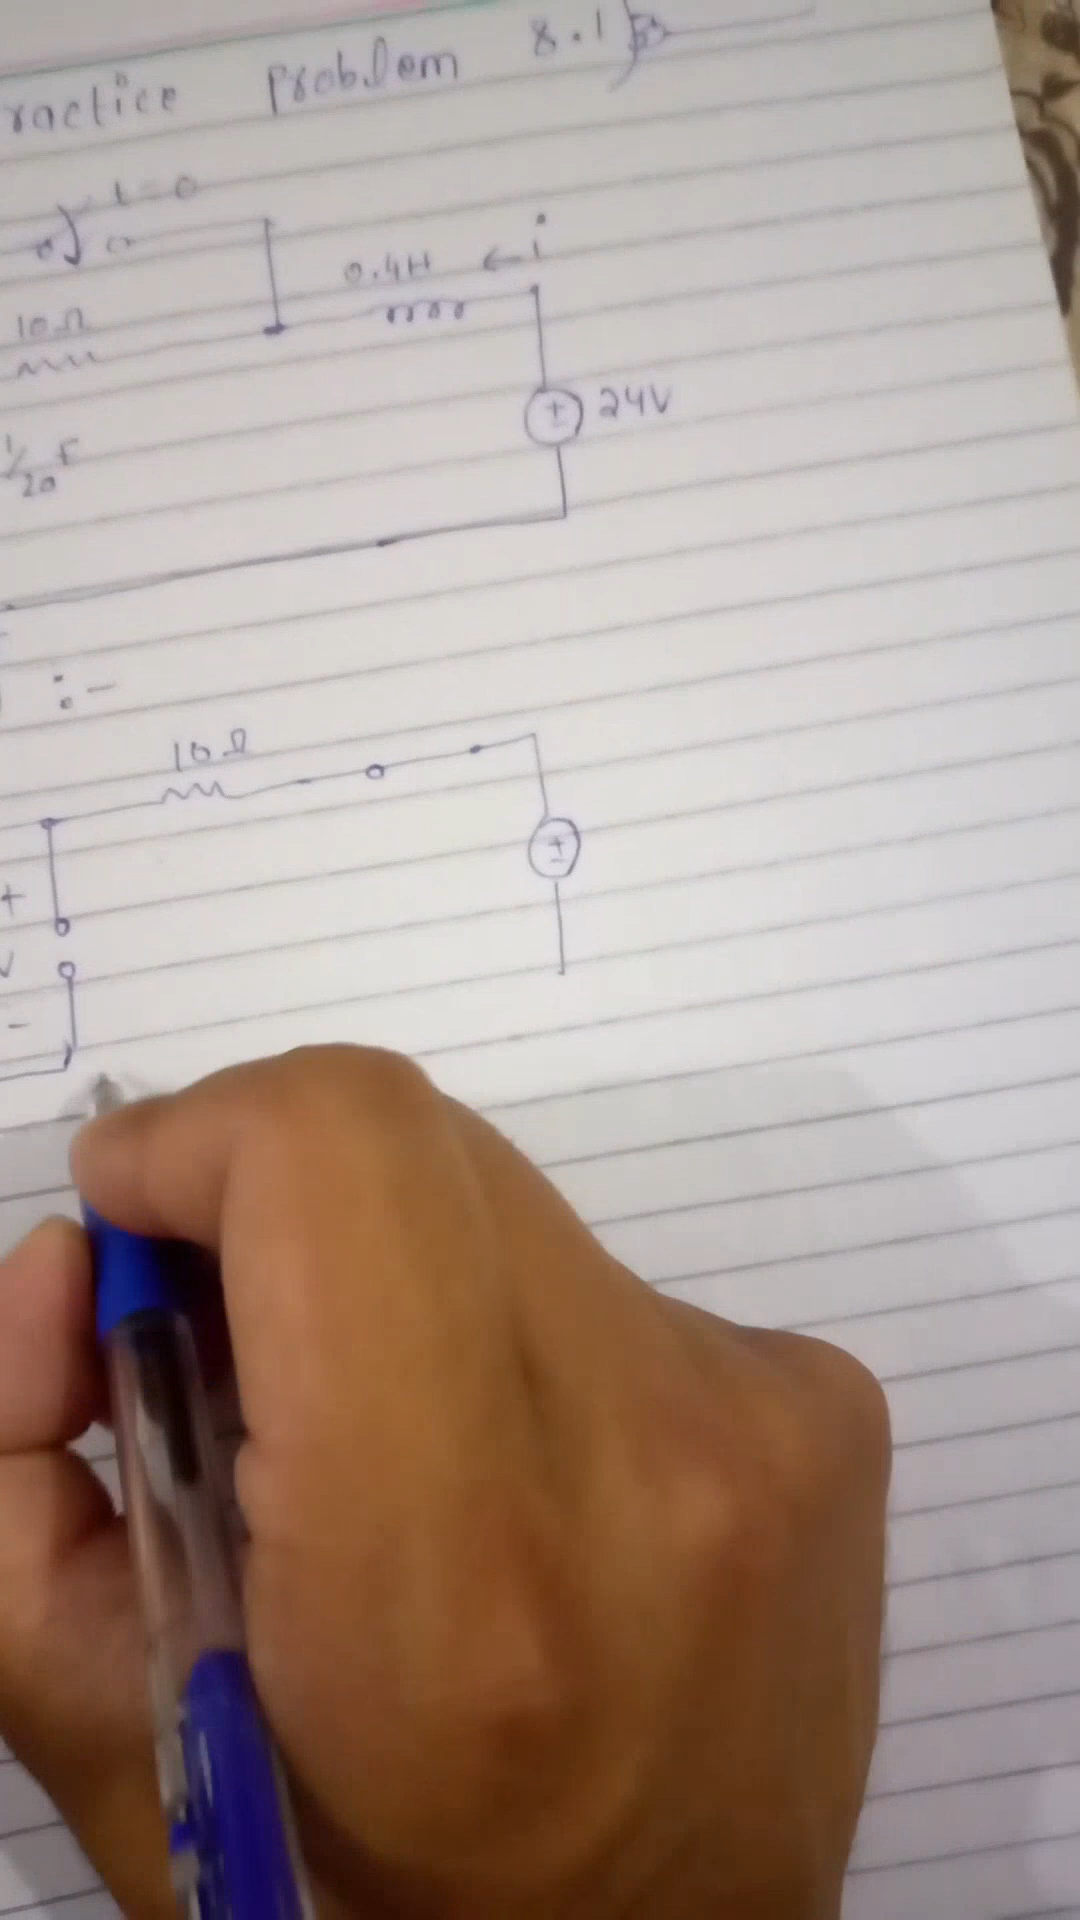 ractice problem 8.1
t=0
0.4H ← i
10Ω
24V
1/20 F
:-
10Ω
+
V
-